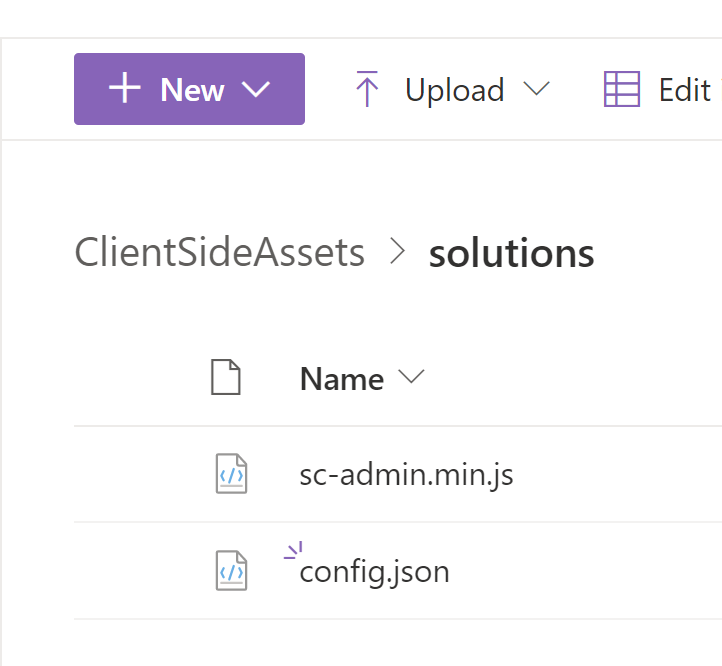 New Upload Edit
ClientSideAssets > solutions
Name
sc-admin.min.js
config.json